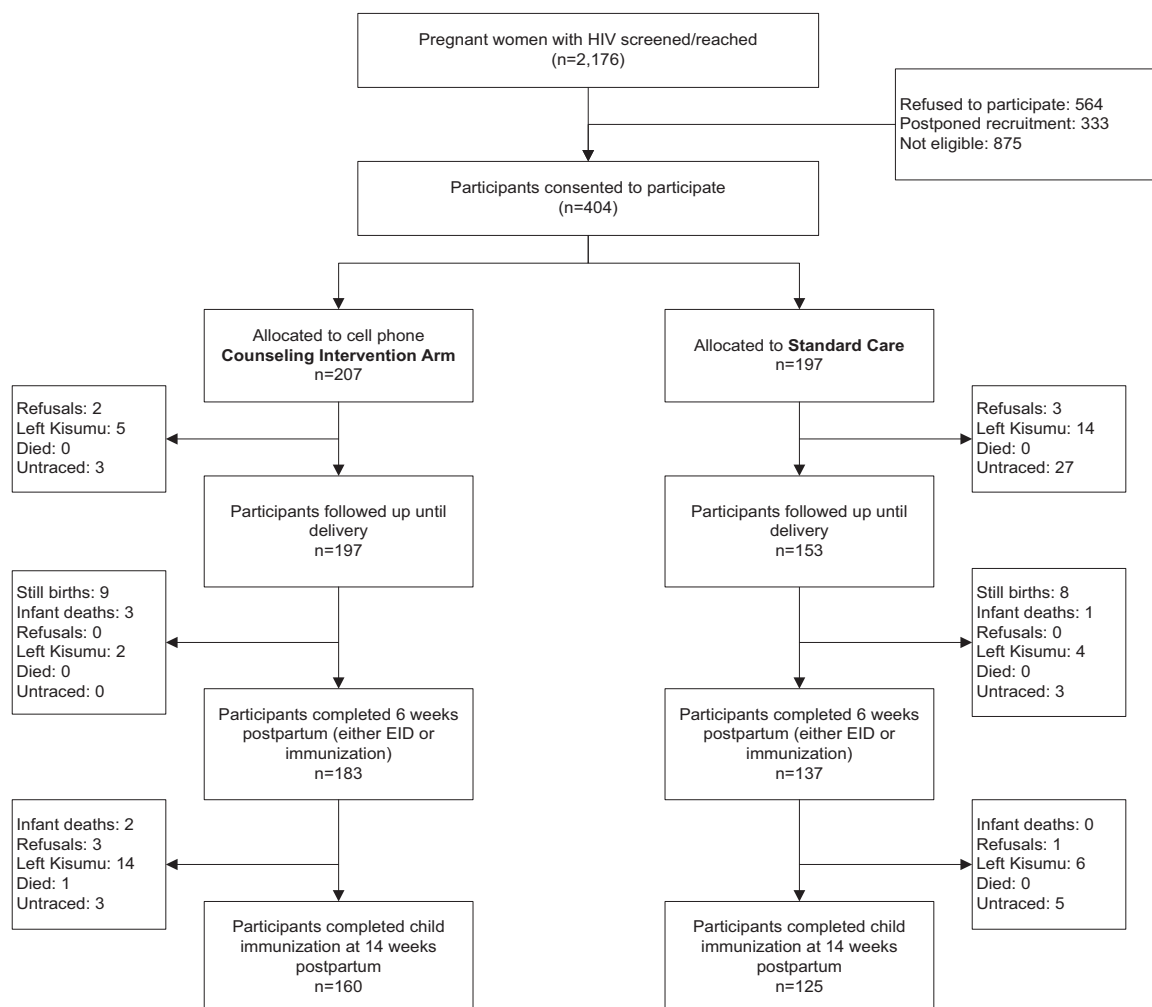 Pregnant women with HIV screened/reached
(n=2,176)
Refused to participate: 564
Postponed recruitment: 333
Not eligible: 875
Participants consented to participate
(n=404)
Allocated to cell phone
Counseling Intervention Arm
n=207
Allocated to Standard Care
n=197
Refusals: 2
Left Kisumu: 5
Died: 0
Untraced: 3
Refusals: 3
Left Kisumu: 14
Died: 0
Untraced: 27
Participants followed up until
delivery
n=197
Participants followed up until
delivery
n=153
Still births: 9
Infant deaths: 3
Refusals: 0
Left Kisumu: 2
Died: 0
Untraced: 0
Still births: 8
Infant deaths: 1
Refusals: 0
Left Kisumu: 4
Died: 0
Untraced: 3
Participants completed 6 weeks
postpartum (either EID or
immunization)
n=183
Participants completed 6 weeks
postpartum (either EID or
immunization)
n=137
Infant deaths: 2
Refusals: 3
Left Kisumu: 14
Died: 1
Untraced: 3
Infant deaths: 0
Refusals: 1
Left Kisumu: 6
Died: 0
Untraced: 5
Participants completed child
immunization at 14 weeks
postpartum
n=160
Participants completed child
immunization at 14 weeks
postpartum
n=125